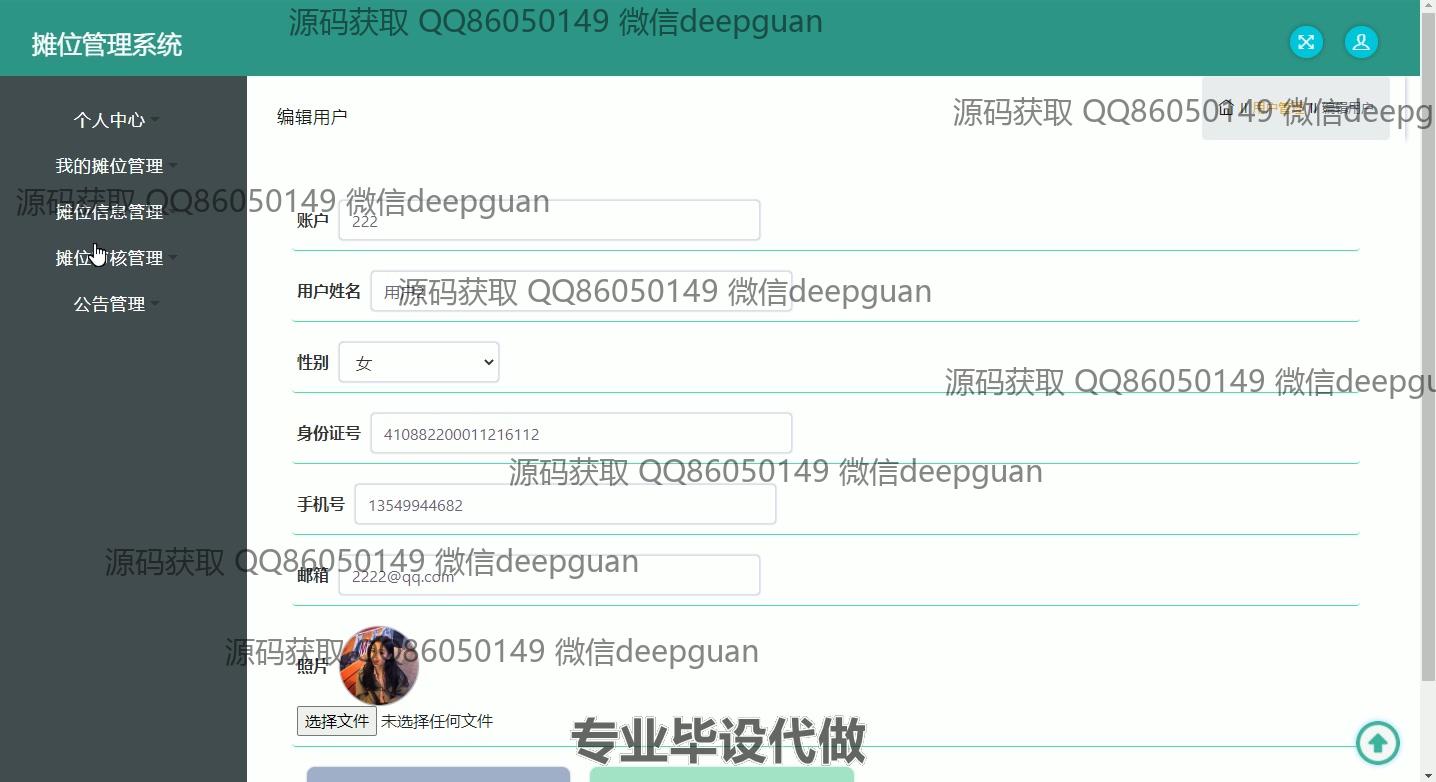 源码获取 QQ86050149 微信deepguan
摊位管理系统
个人中心
我的摊位管理
摊位信息管理
摊位审核管理
公告管理
编辑用户
用户管理 // 编辑用户
源码获取 QQ86050149 微信deepg
源码获取 QQ86050149 微信deepguan
账户 222
用户姓名
源码获取 QQ86050149 微信deepguan
性别 女
源码获取 QQ86050149 微信deepgu
身份证号 410882200011216112
源码获取 QQ86050149 微信deepguan
手机号 13549944682
源码获取 QQ86050149 微信deepguan
邮箱 2222@qq.com
源码获取 QQ86050149 微信deepguan
照片
选择文件 未选择任何文件
专业毕设代做